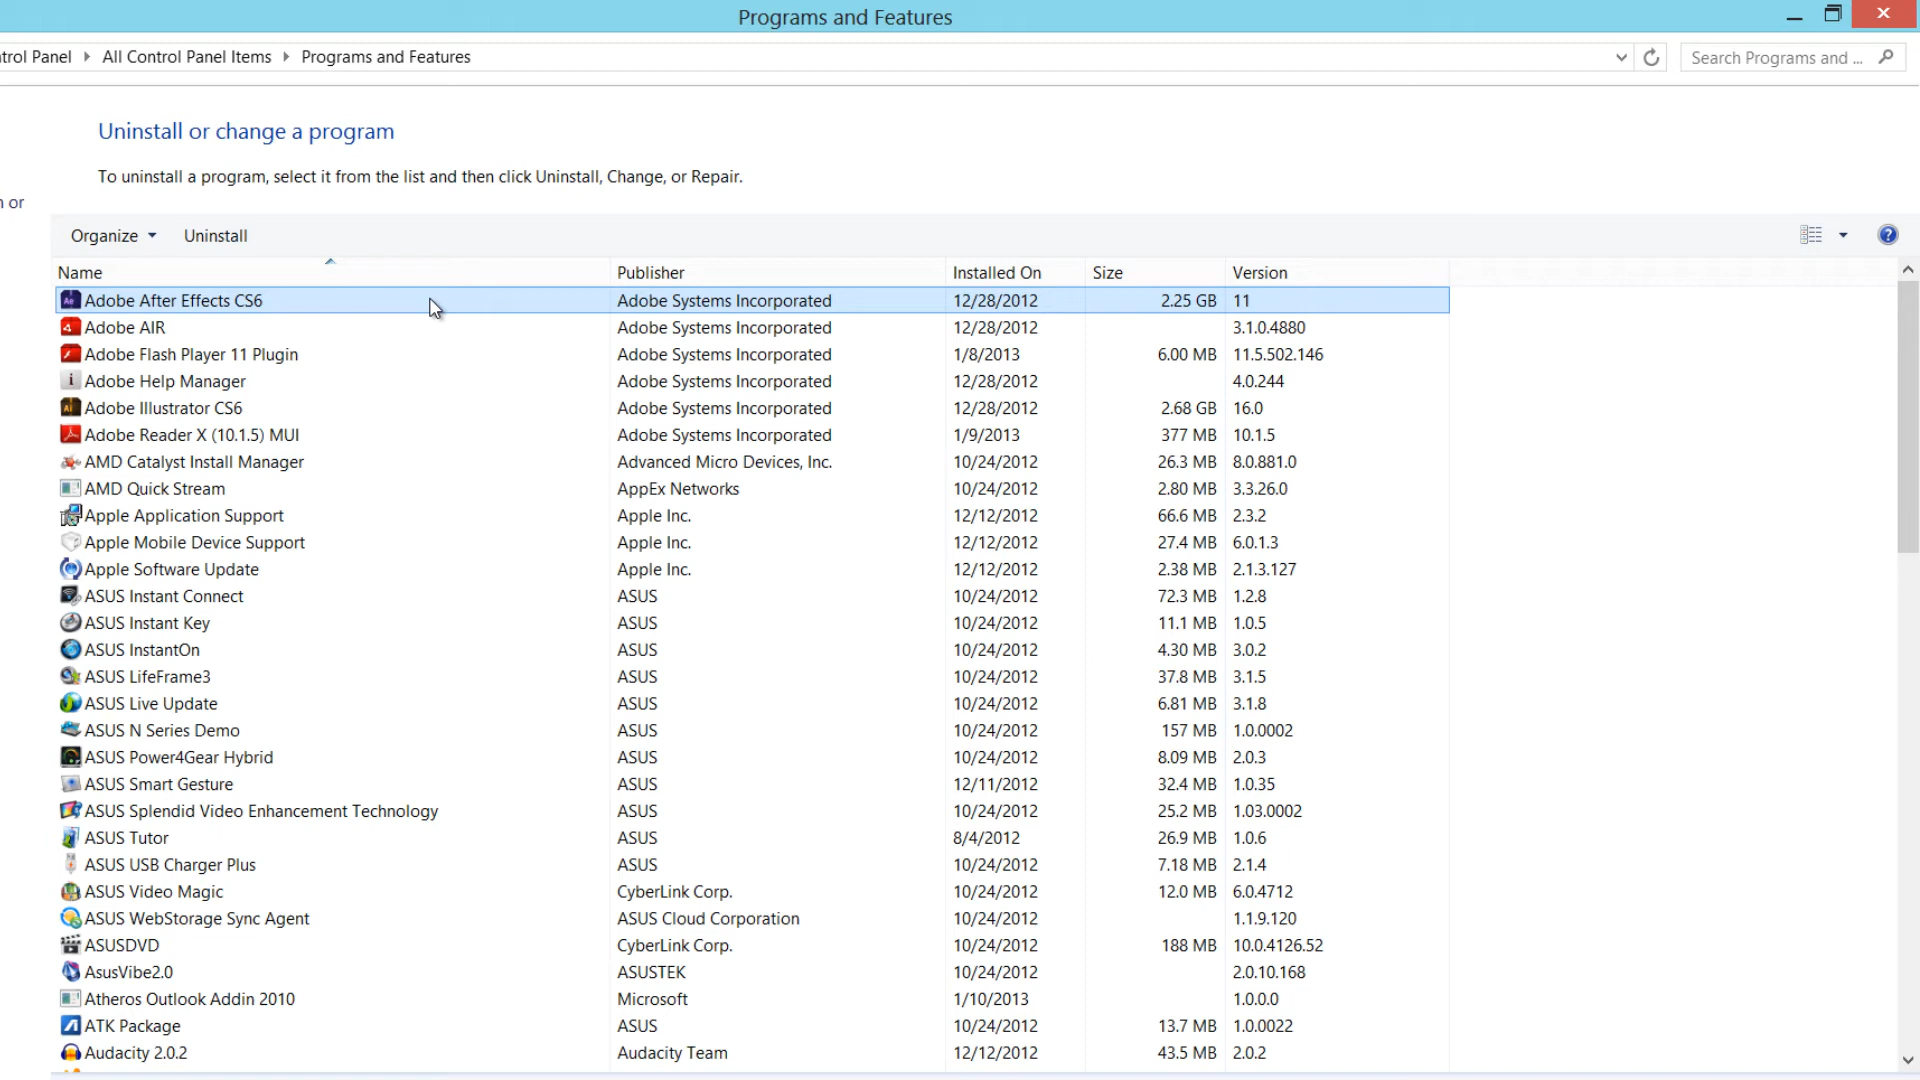 Programs and Features
trol Panel All Control Panel Items Programs and Features Search Programs and ...
Uninstall or change a program
To uninstall a program, select it from the list and then click Uninstall, Change, or Repair.
n or
Organize Uninstall
Name Publisher Installed On Size Version
Adobe After Effects CS6 Adobe Systems Incorporated 12/28/2012 2.25 GB 11
Adobe AIR Adobe Systems Incorporated 12/28/2012 3.1.0.4880
Adobe Flash Player 11 Plugin Adobe Systems Incorporated 1/8/2013 6.00 MB 11.5.502.146
Adobe Help Manager Adobe Systems Incorporated 12/28/2012 4.0.244
Adobe Illustrator CS6 Adobe Systems Incorporated 12/28/2012 2.68 GB 16.0
Adobe Reader X (10.1.5) MUI Adobe Systems Incorporated 1/9/2013 377 MB 10.1.5
AMD Catalyst Install Manager Advanced Micro Devices, Inc. 10/24/2012 26.3 MB 8.0.881.0
AMD Quick Stream AppEx Networks 10/24/2012 2.80 MB 3.3.26.0
Apple Application Support Apple Inc. 12/12/2012 66.6 MB 2.3.2
Apple Mobile Device Support Apple Inc. 12/12/2012 27.4 MB 6.0.1.3
Apple Software Update Apple Inc. 12/12/2012 2.38 MB 2.1.3.127
ASUS Instant Connect ASUS 10/24/2012 72.3 MB 1.2.8
ASUS Instant Key ASUS 10/24/2012 11.1 MB 1.0.5
ASUS InstantOn ASUS 10/24/2012 4.30 MB 3.0.2
ASUS LifeFrame3 ASUS 10/24/2012 37.8 MB 3.1.5
ASUS Live Update ASUS 10/24/2012 6.81 MB 3.1.8
ASUS N Series Demo ASUS 10/24/2012 157 MB 1.0.0002
ASUS Power4Gear Hybrid ASUS 10/24/2012 8.09 MB 2.0.3
ASUS Smart Gesture ASUS 12/11/2012 32.4 MB 1.0.35
ASUS Splendid Video Enhancement Technology ASUS 10/24/2012 25.2 MB 1.03.0002
ASUS Tutor ASUS 8/4/2012 26.9 MB 1.0.6
ASUS USB Charger Plus ASUS 10/24/2012 7.18 MB 2.1.4
ASUS Video Magic CyberLink Corp. 10/24/2012 12.0 MB 6.0.4712
ASUS WebStorage Sync Agent ASUS Cloud Corporation 10/24/2012 1.1.9.120
ASUSDVD CyberLink Corp. 10/24/2012 188 MB 10.0.4126.52
AsusVibe2.0 ASUSTEK 10/24/2012 2.0.10.168
Atheros Outlook Addin 2010 Microsoft 1/10/2013 1.0.0.0
ATK Package ASUS 10/24/2012 13.7 MB 1.0.0022
Audacity 2.0.2 Audacity Team 12/12/2012 43.5 MB 2.0.2